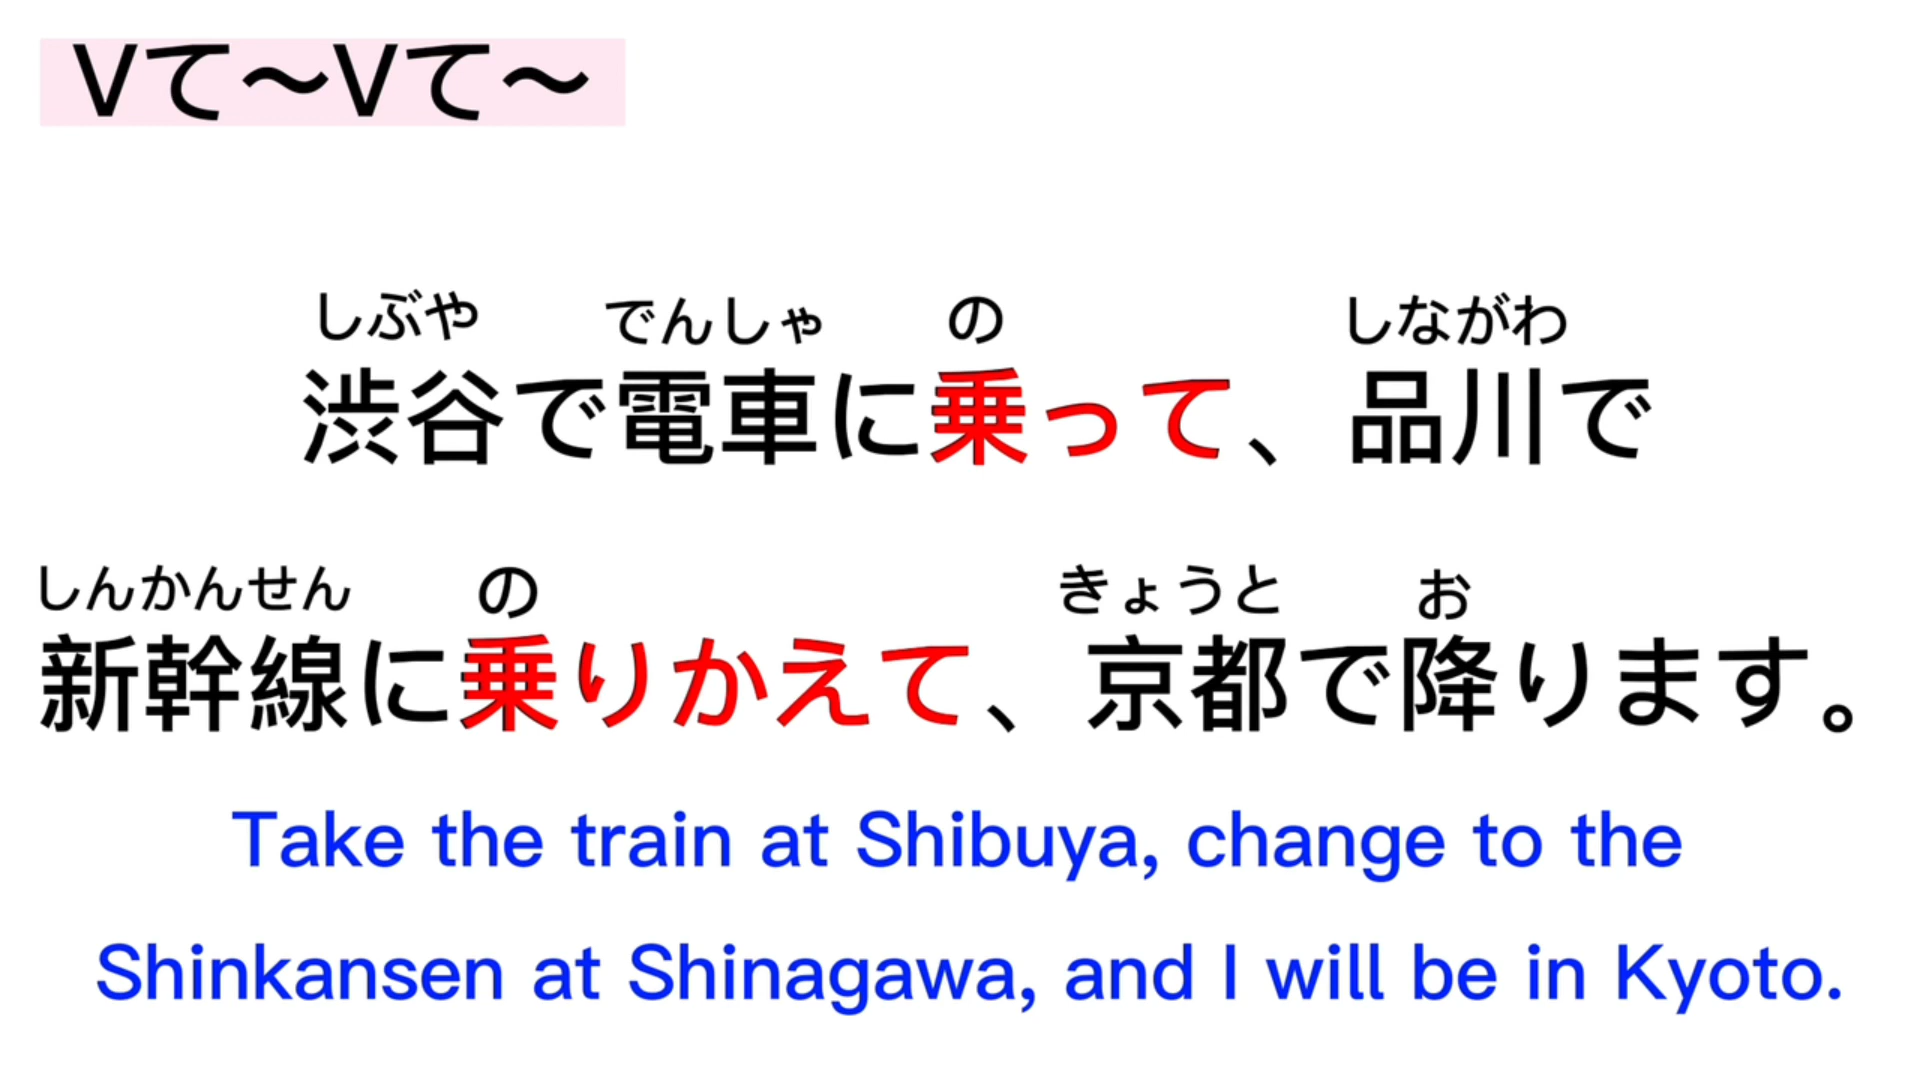 Vて〜Vて〜
しぶや でんしゃ の しながわ
渋谷で電車に乗って、品川で
しんかんせん の きょうと お
新幹線に乗りかえて、京都で降ります。
Take the train at Shibuya, change to the
Shinkansen at Shinagawa, and I will be in Kyoto.